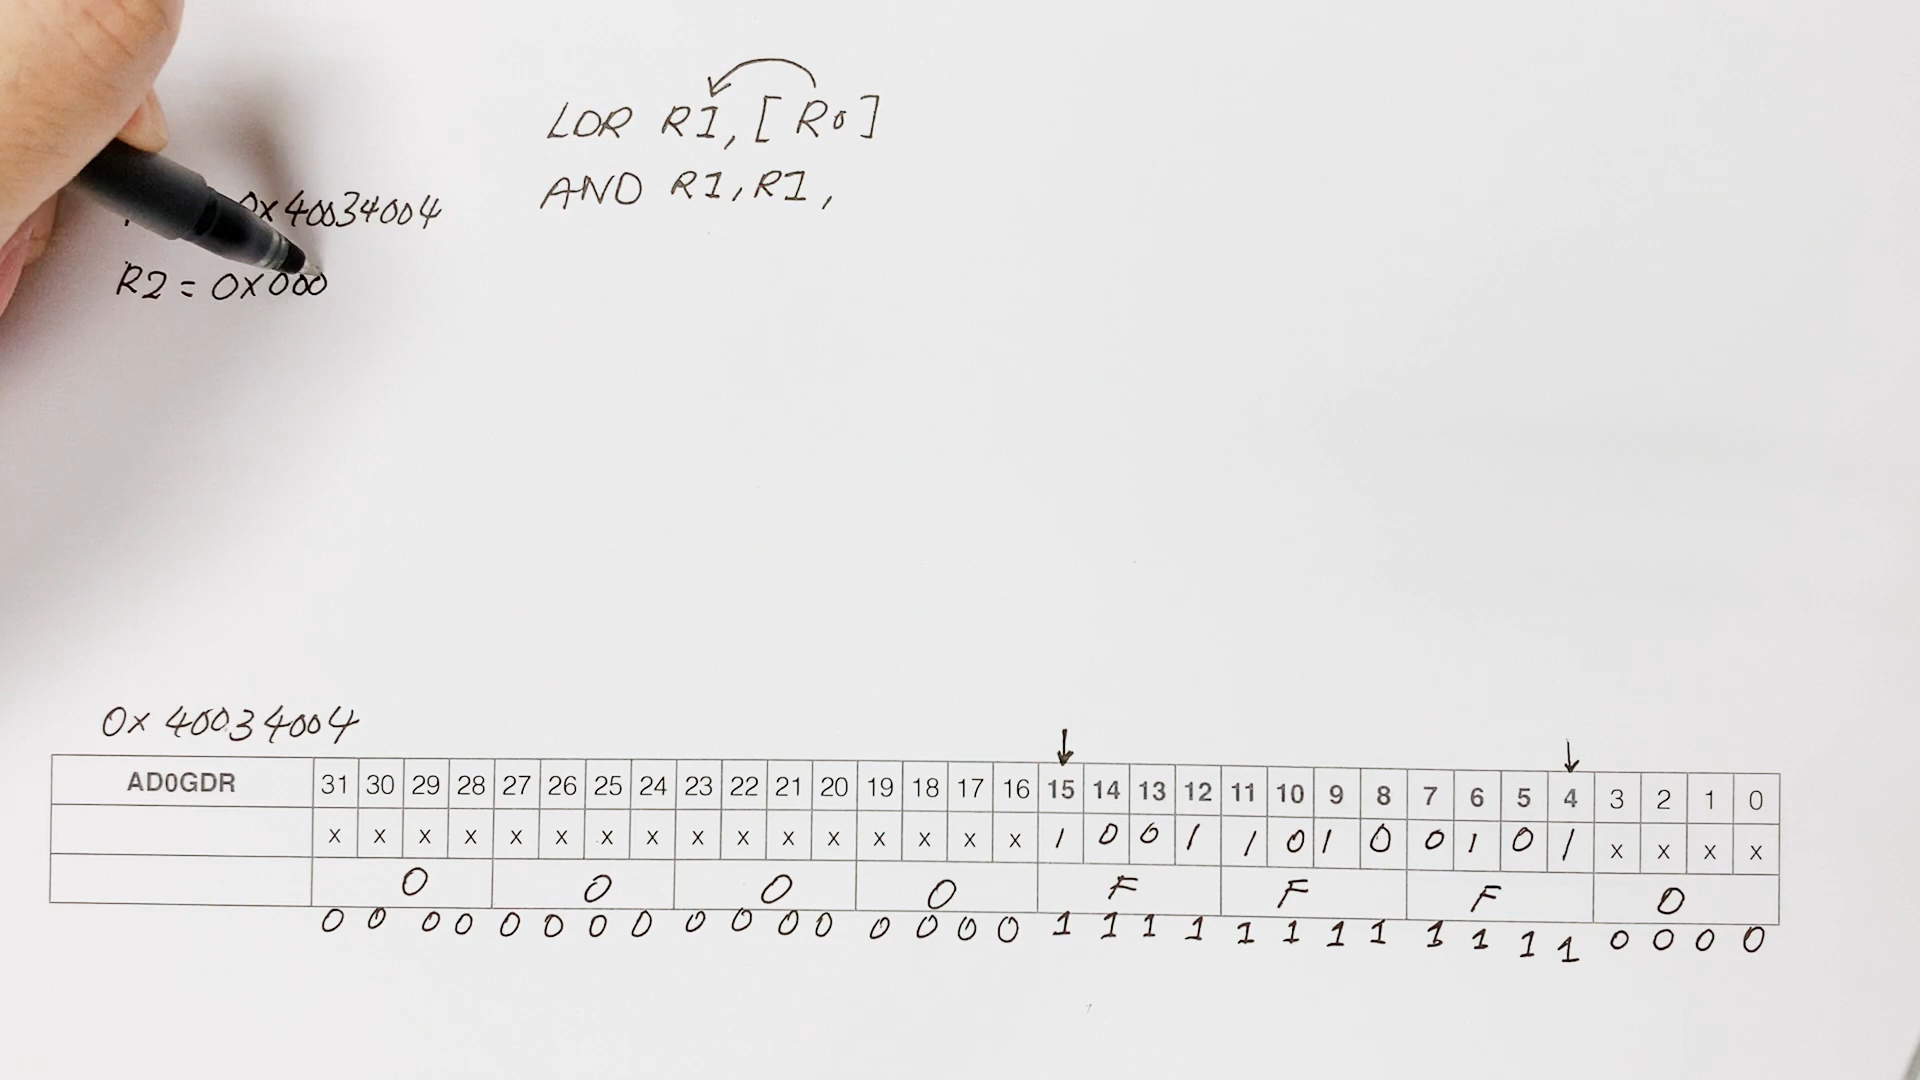 LDR R1, [R0]
AND R1, R1,
0x40034004
R2 = 0x000
0x 40034004
AD0GDR 31 30 29 28 27 26 25 24 23 22 21 20 19 18 17 16 15 14 13 12 11 10 9 8 7 6 5 4 3 2 1 0
x x x x x x x x x x x x x x x x 1 0 0 1 1 0 1 0 0 1 0 1 x x x x
0 0 0 0 F F F 0
0 0 0 0 0 0 0 0 0 0 0 0 0 0 0 0 1 1 1 1 1 1 1 1 1 1 1 1 0 0 0 0